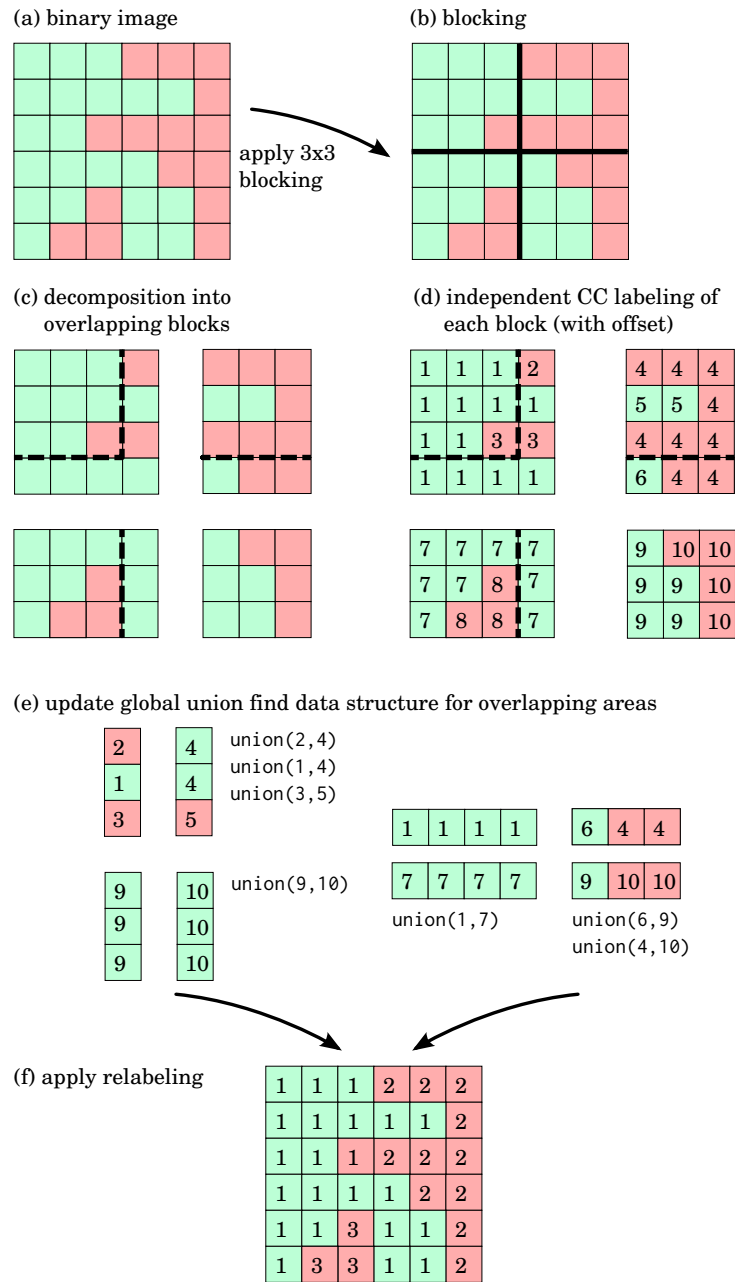 (a) binary image
(b) blocking
apply 3x3
blocking
(c) decomposition into
overlapping blocks
(d) independent CC labeling of
each block (with offset)
1 1 1 2
1 1 1 1
1 1 3 3
1 1 1 1
4 4 4
5 5 4
4 4 4
6 4 4
7 7 7 7
7 7 8 7
7 8 8 7
9 10 10
9 9 10
9 9 10
(e) update global union find data structure for overlapping areas
2 4 union(2,4)
1 4 union(1,4)
3 5 union(3,5)
9 10 union(9,10)
9 10
9 10
1 1 1 1
7 7 7 7
union(1,7)
6 4 4
9 10 10
union(6,9)
union(4,10)
(f) apply relabeling
1 1 1 2 2 2
1 1 1 1 1 2
1 1 1 2 2 2
1 1 1 1 2 2
1 1 3 1 1 2
1 3 3 1 1 2